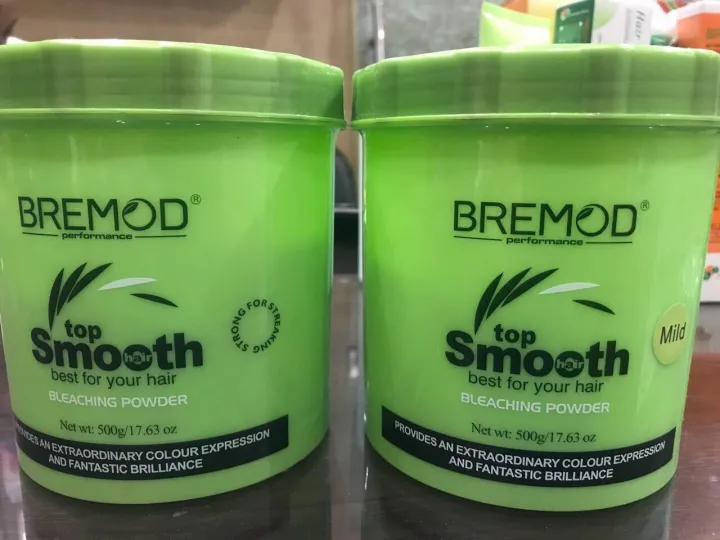 BREMOD®
performance
top
Smooth
hair
best for your hair
STRONG FOR STREAKING
BLEACHING POWDER
Net wt: 500g/17.63 oz
PROVIDES AN EXTRAORDINARY COLOUR EXPRESSION
AND FANTASTIC BRILLIANCE
BREMOD®
performance
top
Smooth
hair
best for your hair
Mild
BLEACHING POWDER
Net wt: 500g/17.63 oz
PROVIDES AN EXTRAORDINARY COLOUR EXPRESSION
AND FANTASTIC BRILLIANCE
Hair